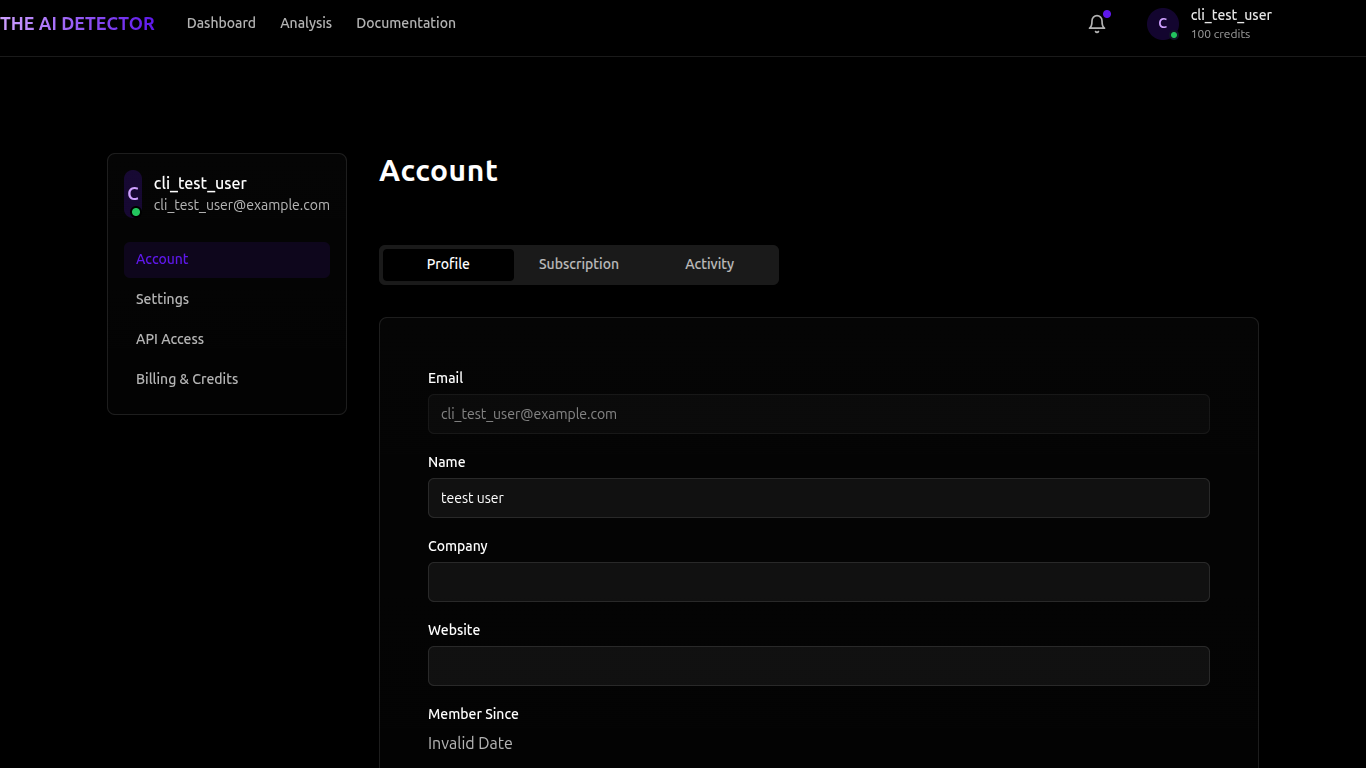 THE AI DETECTOR Dashboard Analysis Documentation
C
cli_test_user
100 credits
C
cli_test_user
cli_test_user@example.com
Account
Settings
API Access
Billing & Credits
Account
Profile Subscription Activity
Email
cli_test_user@example.com
Name
teest user
Company
Website
Member Since
Invalid Date